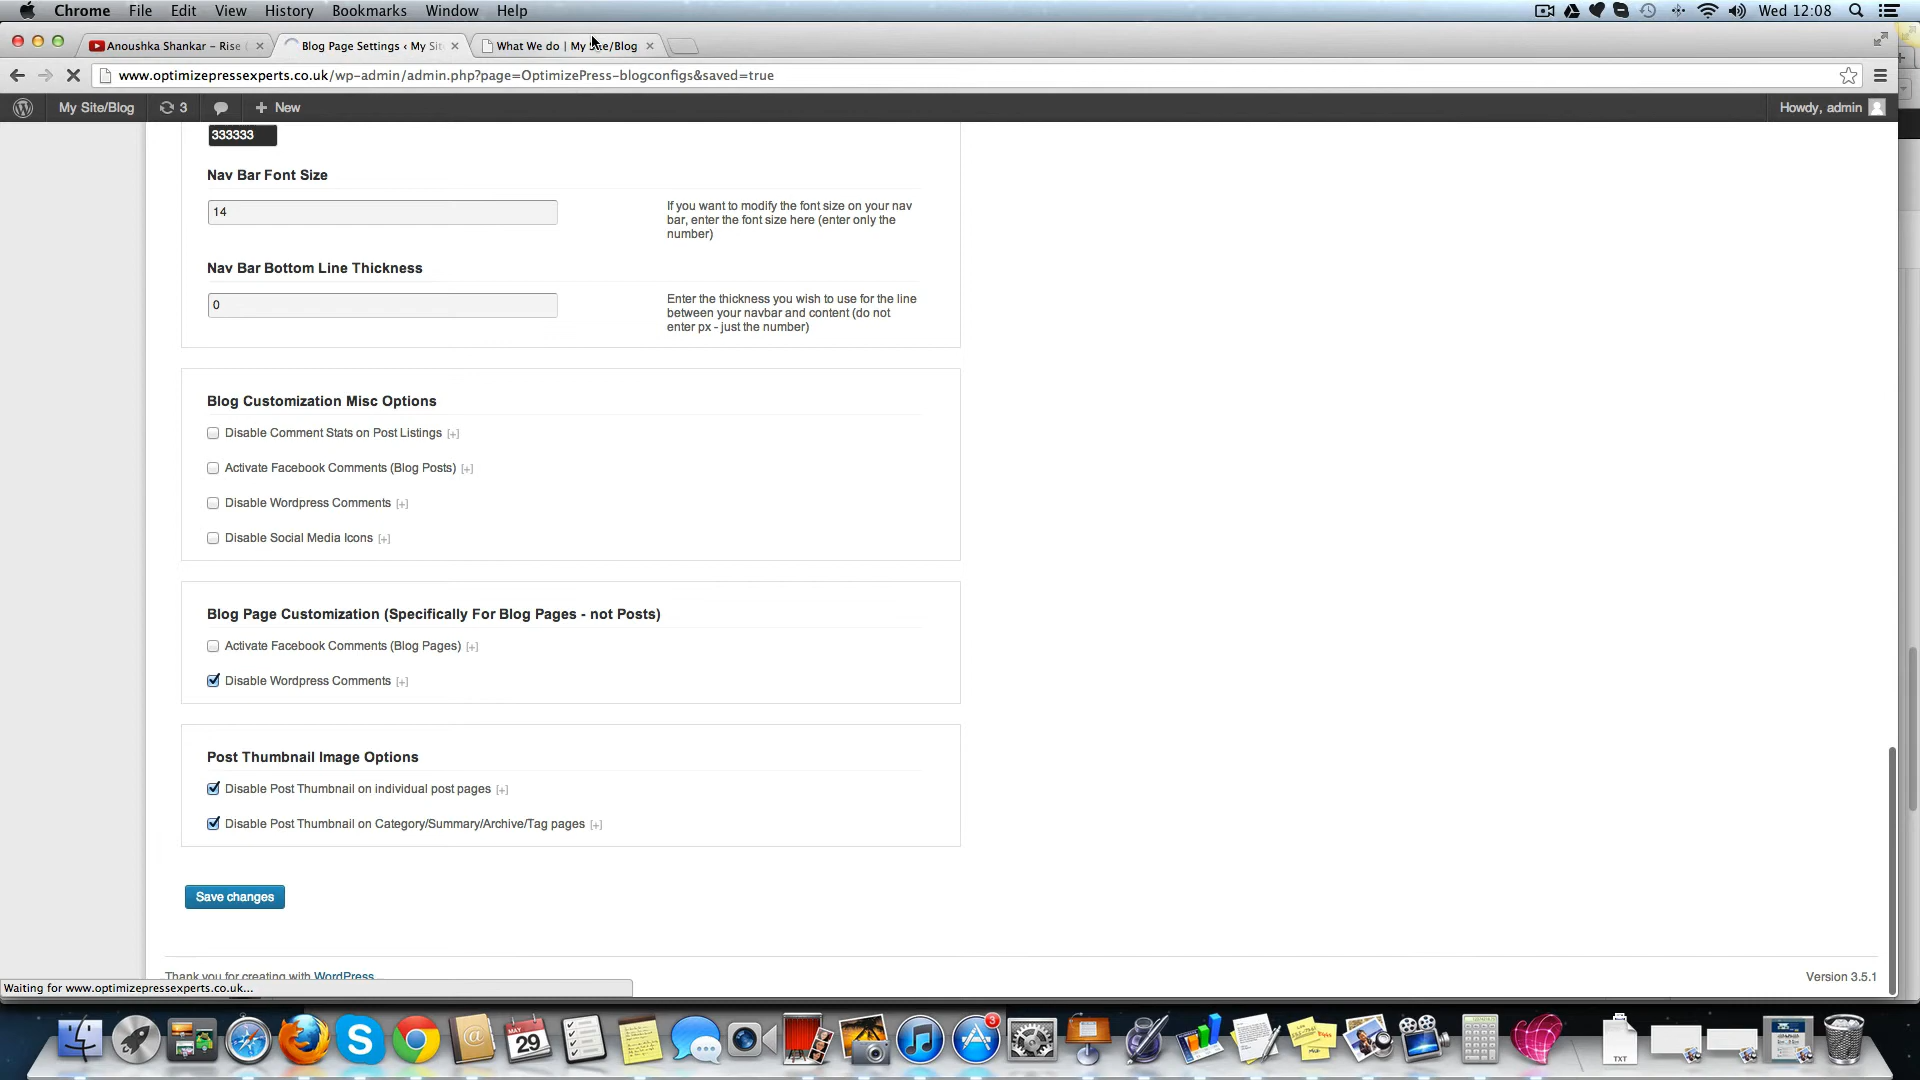 Chrome File Edit View History Bookmarks Window Help Wed 12:08
Anoushka Shankar - Rise Blog Page Settings ‹ My Sit What We do | My Site/Blog
www.optimizepressexperts.co.uk/wp-admin/admin.php?page=OptimizePress-blogconfigs&saved=true
My Site/Blog 3 + New Howdy, admin
333333
Nav Bar Font Size
14
If you want to modify the font size on your nav
bar, enter the font size here (enter only the
number)
Nav Bar Bottom Line Thickness
0
Enter the thickness you wish to use for the line
between your navbar and content (do not
enter px - just the number)
Blog Customization Misc Options
Disable Comment Stats on Post Listings [+]
Activate Facebook Comments (Blog Posts) [+]
Disable Wordpress Comments [+]
Disable Social Media Icons [+]
Blog Page Customization (Specifically For Blog Pages - not Posts)
Activate Facebook Comments (Blog Pages) [+]
Disable Wordpress Comments [+]
Post Thumbnail Image Options
Disable Post Thumbnail on individual post pages [+]
Disable Post Thumbnail on Category/Summary/Archive/Tag pages [+]
Save changes
Thank you for creating with WordPress
Version 3.5.1
Waiting for www.optimizepressexperts.co.uk...
MAY
29
3
TXT